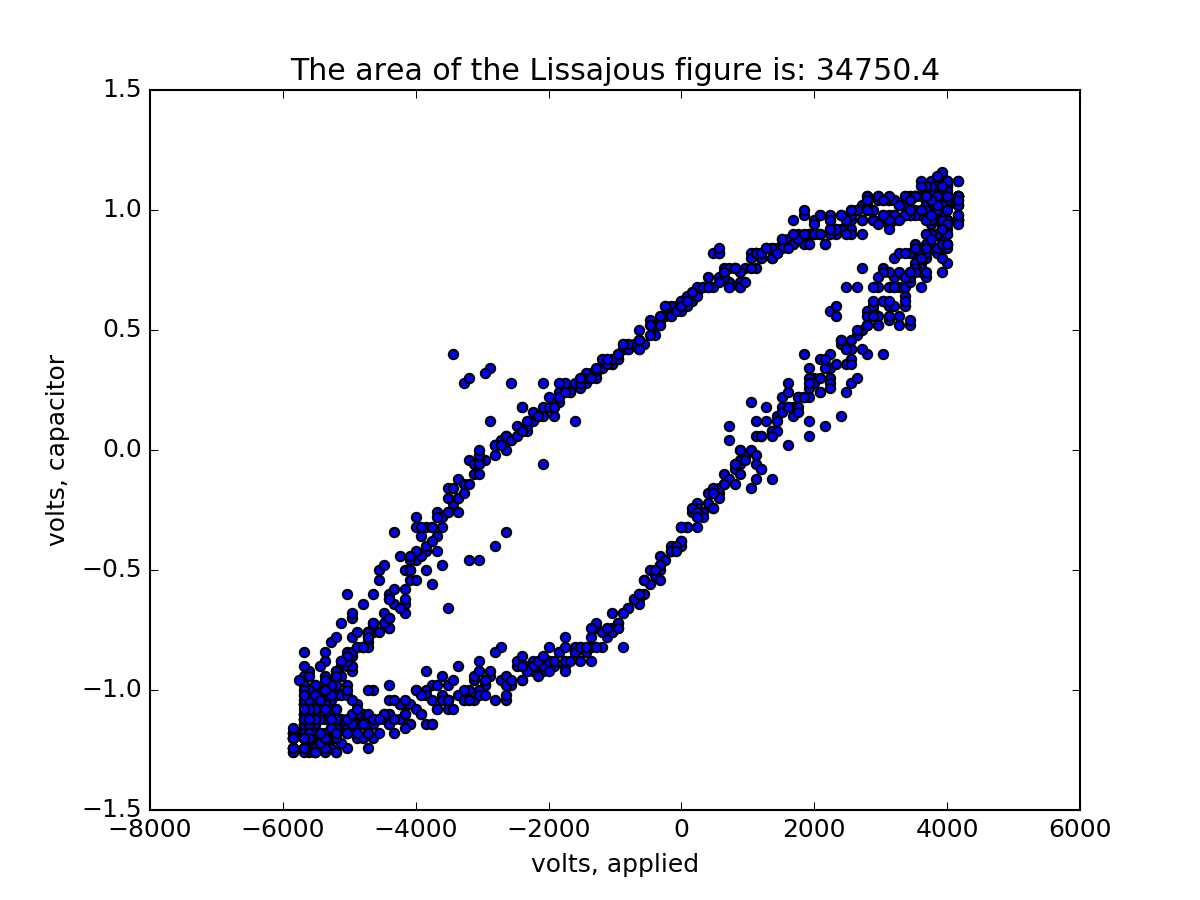 The area of the Lissajous figure is: 34750.4
1.5
1.0
0.5
0.0
−0.5
−1.0
−1.5
volts, capacitor
−8000 −6000 −4000 −2000 0 2000 4000 6000
volts, applied